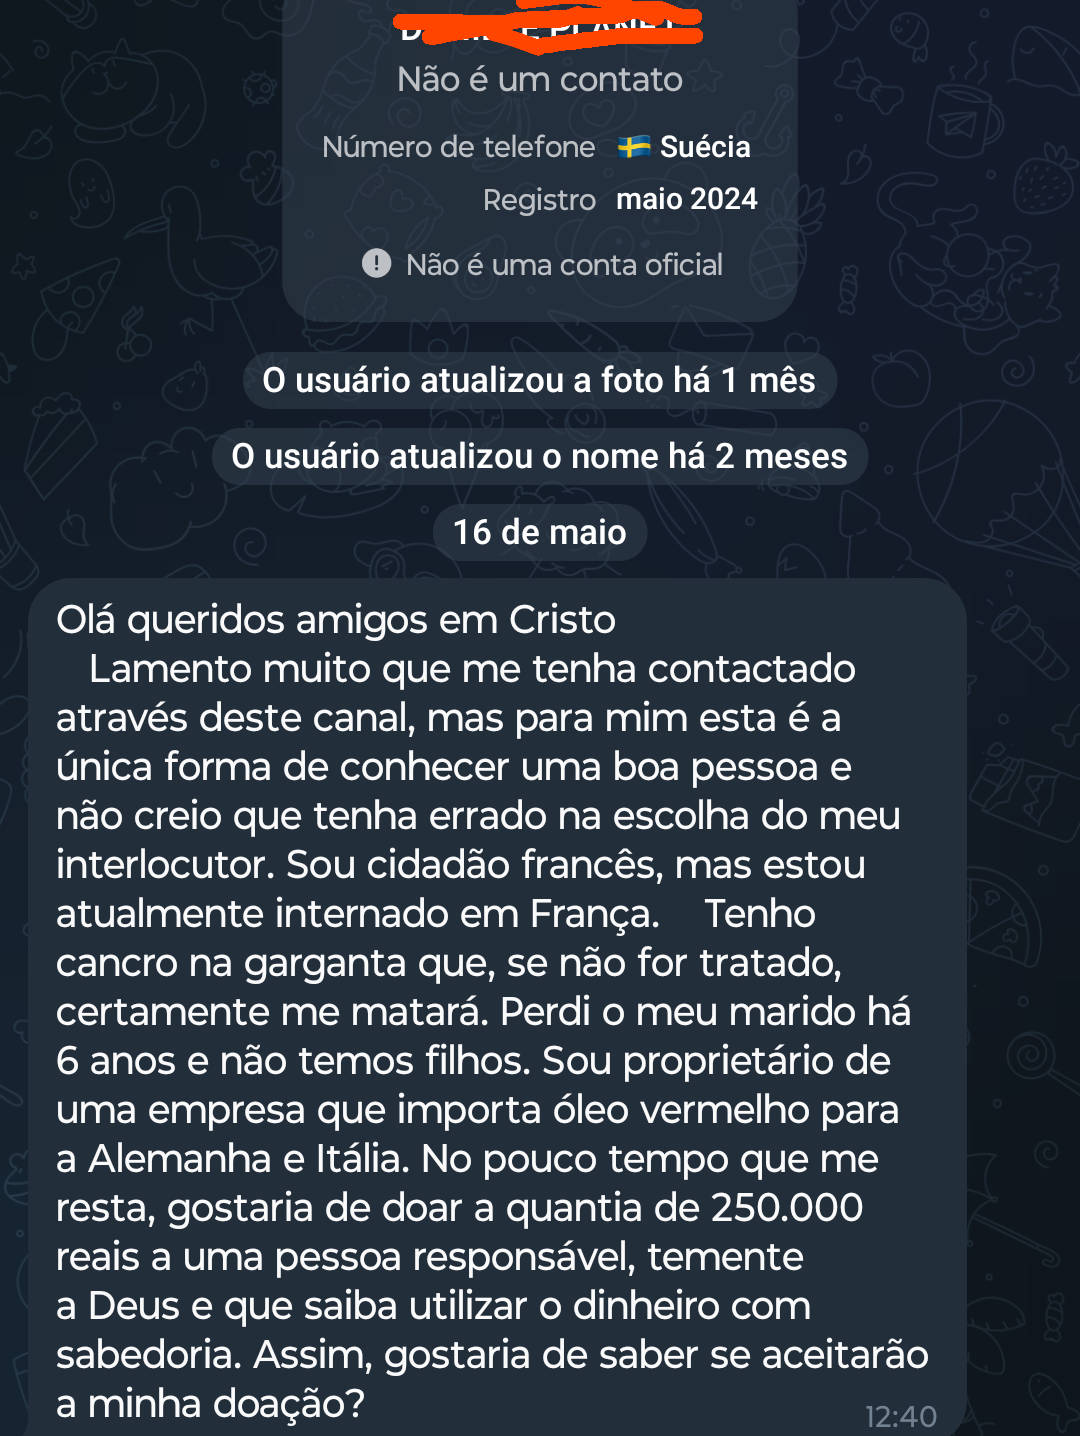 Não é um contato
Número de telefone 🇸🇪 Suécia
Registro maio 2024
Não é uma conta oficial
O usuário atualizou a foto há 1 mês
O usuário atualizou o nome há 2 meses
16 de maio
Olá queridos amigos em Cristo
Lamento muito que me tenha contactado
através deste canal, mas para mim esta é a
única forma de conhecer uma boa pessoa e
não creio que tenha errado na escolha do meu
interlocutor. Sou cidadão francês, mas estou
atualmente internado em França. Tenho
cancro na garganta que, se não for tratado,
certamente me matará. Perdi o meu marido há
6 anos e não temos filhos. Sou proprietário de
uma empresa que importa óleo vermelho para
a Alemanha e Itália. No pouco tempo que me
resta, gostaria de doar a quantia de 250.000
reais a uma pessoa responsável, temente
a Deus e que saiba utilizar o dinheiro com
sabedoria. Assim, gostaria de saber se aceitarão
a minha doação?
12:40